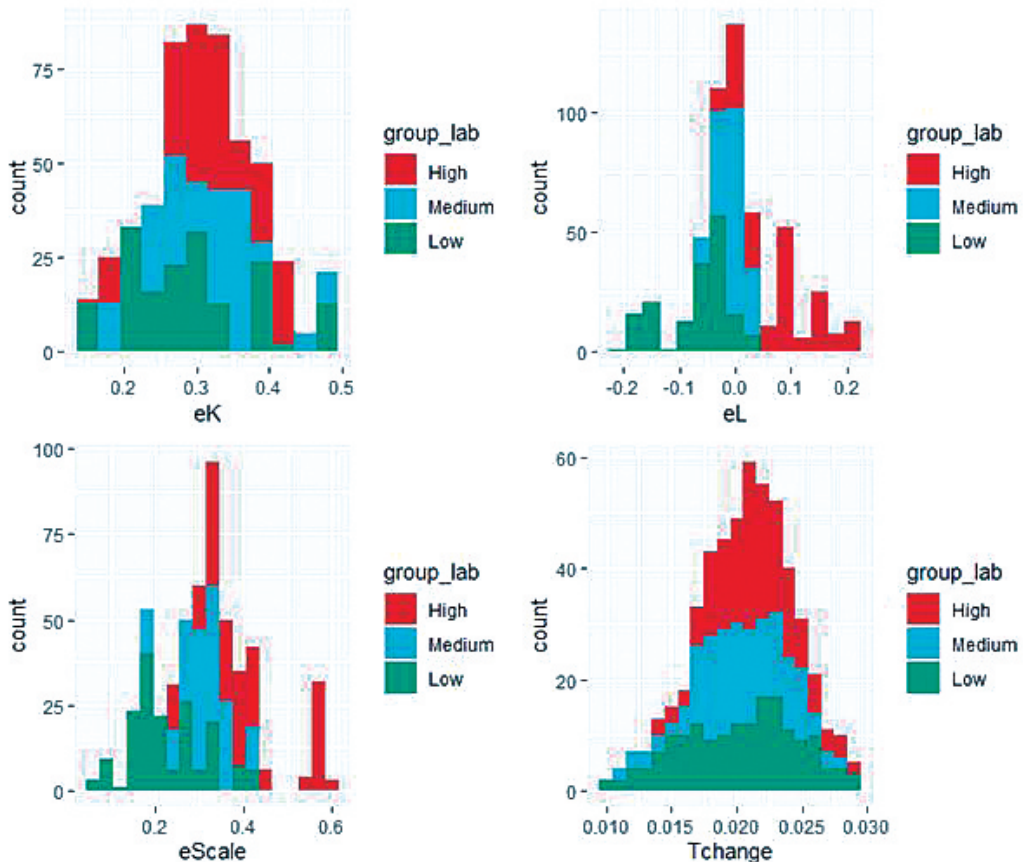 count
75
50
25
0
0.2 0.3 0.4 0.5
eK
group_lab
High
Medium
Low
count
100
50
0
-0.2 -0.1 0.0 0.1 0.2
eL
group_lab
High
Medium
Low
count
100
75
50
25
0
0.2 0.4 0.6
eScale
group_lab
High
Medium
Low
count
60
40
20
0
0.010 0.015 0.020 0.025 0.030
Tchange
group_lab
High
Medium
Low